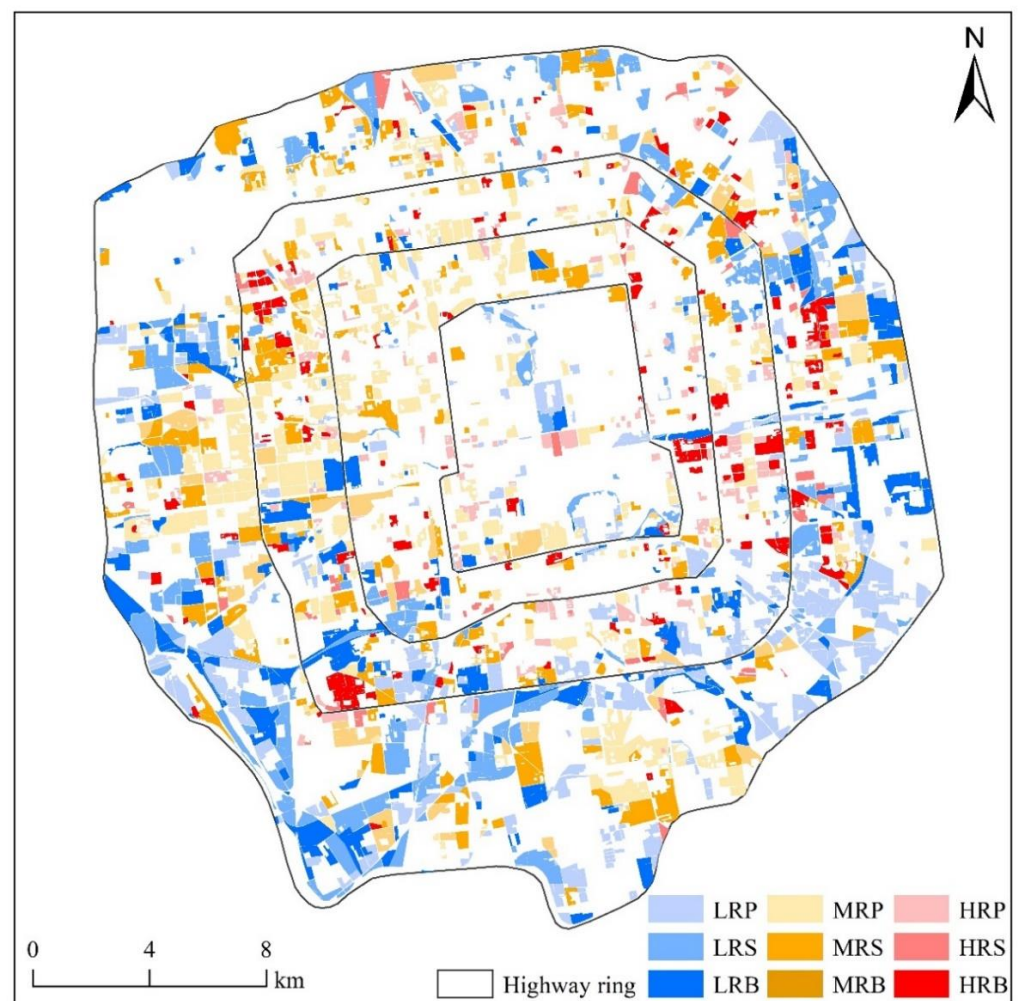 N
LRP MRP HRP
LRS MRS HRS
0 4 8
km
Highway ring
LRB MRB HRB